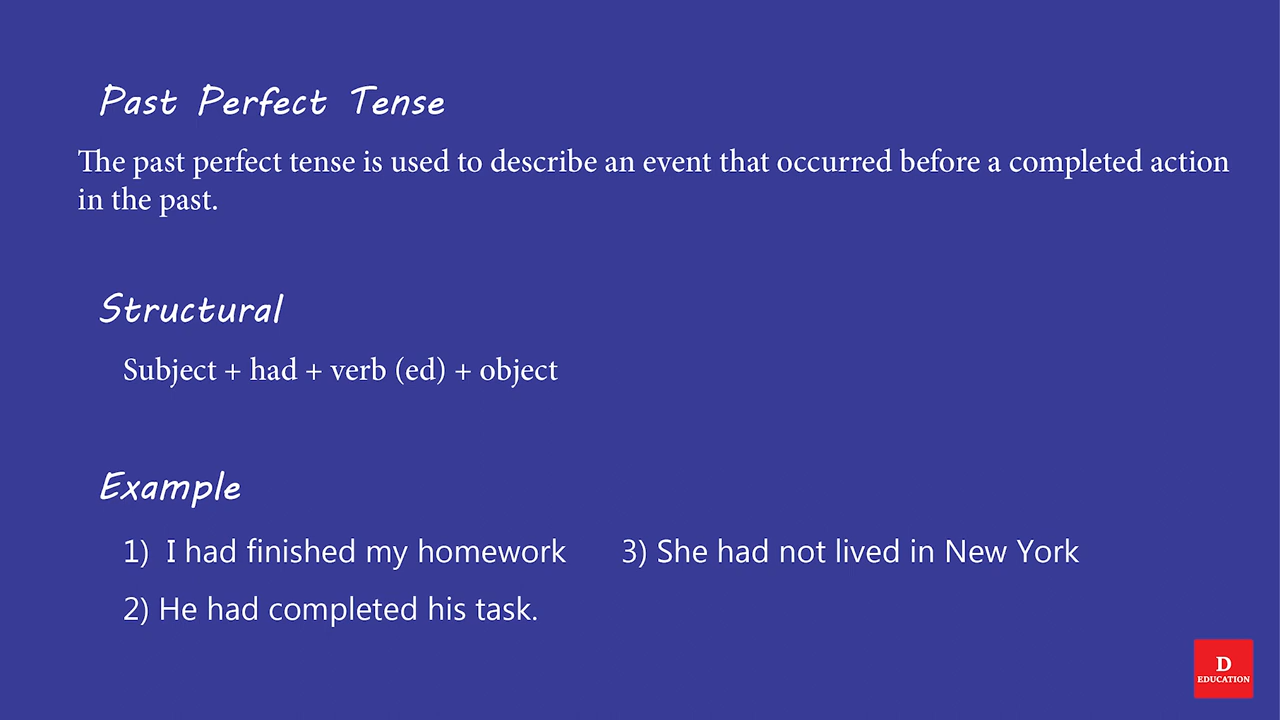 Past Perfect Tense
The past perfect tense is used to describe an event that occurred before a completed action
in the past.
Structural
Subject + had + verb (ed) + object
Example
1) I had finished my homework
3) She had not lived in New York
2) He had completed his task.
D
EDUCATION